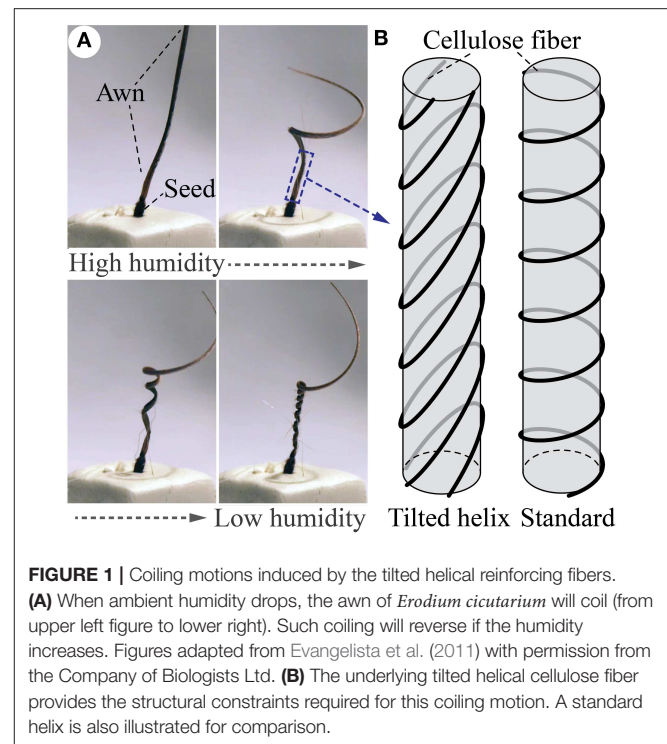 A
B
Cellulose fiber
Awn
Seed
High humidity
Low humidity
Tilted helix Standard
FIGURE 1 | Coiling motions induced by the tilted helical reinforcing fibers.
(A) When ambient humidity drops, the awn of Erodium cicutarium will coil (from
upper left figure to lower right). Such coiling will reverse if the humidity
increases. Figures adapted from Evangelista et al. (2011) with permission from
the Company of Biologists Ltd. (B) The underlying tilted helical cellulose fiber
provides the structural constraints required for this coiling motion. A standard
helix is also illustrated for comparison.